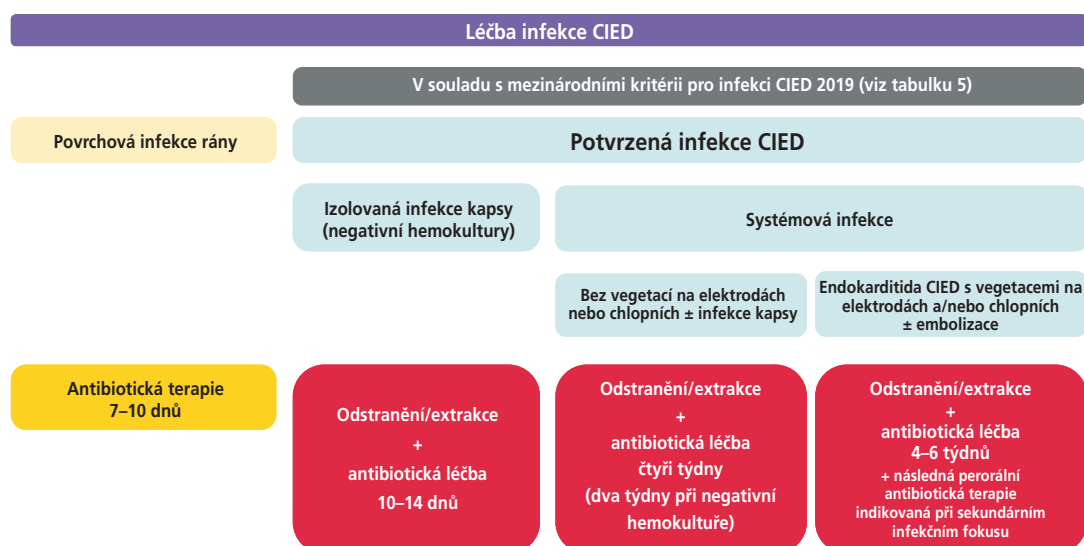 Léčba infekce CIED
V souladu s mezinárodními kritérii pro infekci CIED 2019 (viz tabulku 5)
Povrchová infekce rány
Potvrzená infekce CIED
Izolovaná infekce kapsy
(negativní hemokultury)
Systémová infekce
Bez vegetací na elektrodách
nebo chlopních ± infekce kapsy
Endokarditida CIED s vegetacemi na
elektrodách a/nebo chlopních
± embolizace
Antibiotická terapie
7–10 dnů
Odstranění/extrakce
+
antibiotická léčba
10–14 dnů
Odstranění/extrakce
+
antibiotická léčba
čtyři týdny
(dva týdny při negativní
hemokultuře)
Odstranění/extrakce
+
antibiotická léčba
4–6 týdnů
+ následná perorální
antibiotická terapie
indikovaná při sekundárním
infekčním fokusu